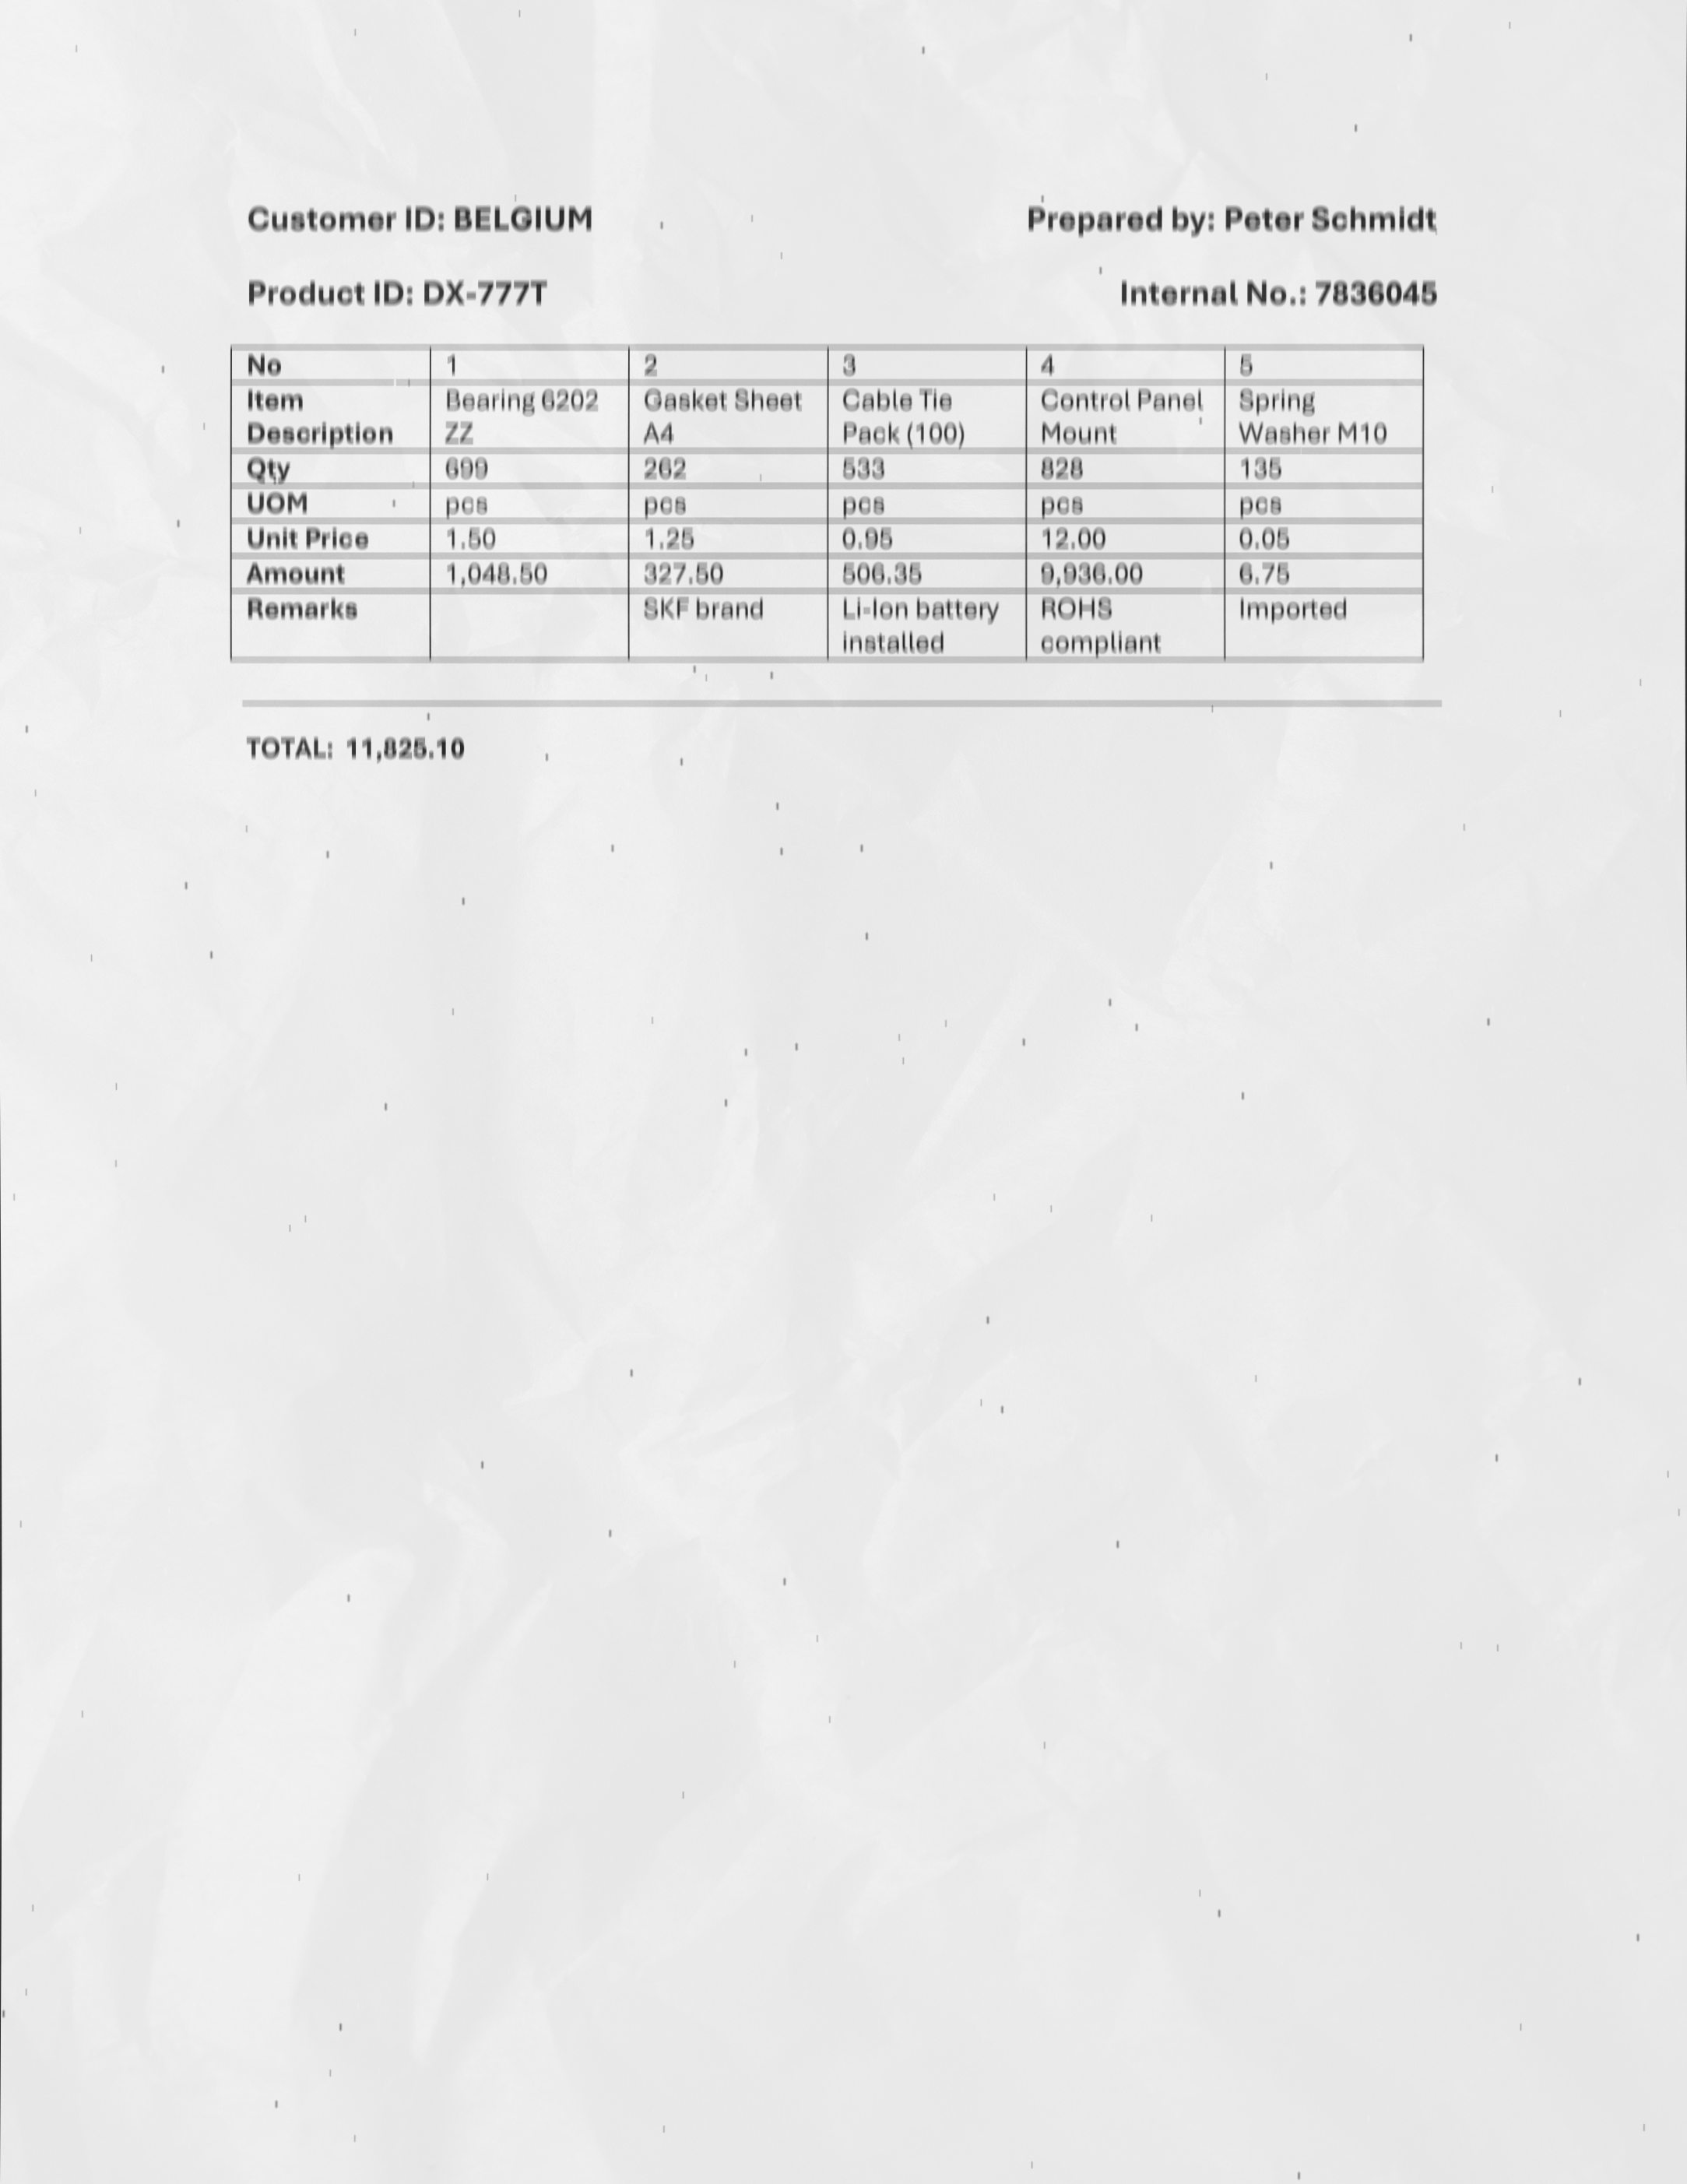 Customer ID: BELGIUM Prepared by: Peter Schmidt
Product ID: DX-777T Internal No.: 7836045
No 1 2 3 4 5
Item Bearing 6202 Gasket Sheet Cable Tie Control Panel Spring
Description ZZ A4 Pack (100) Mount Washer M10
Qty 699 262 533 828 135
UOM pcs pcs pcs pcs pcs
Unit Price 1.50 1.25 0.95 12.00 0.05
Amount 1,048.50 327.50 506.35 9,936.00 6.75
Remarks SKF brand Li-Ion battery ROHS Imported
installed compliant
TOTAL: 11,825.10